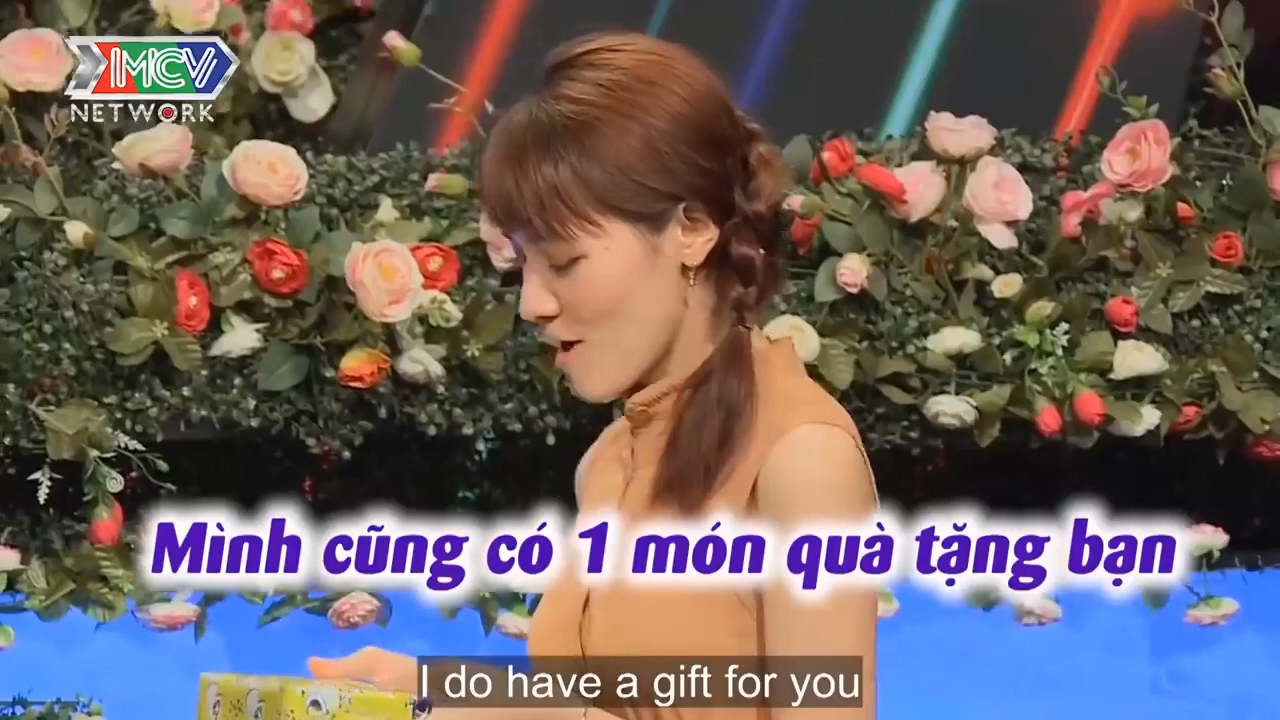 MCV
NETWORK
Mình cũng có 1 món quà tặng bạn
I do have a gift for you